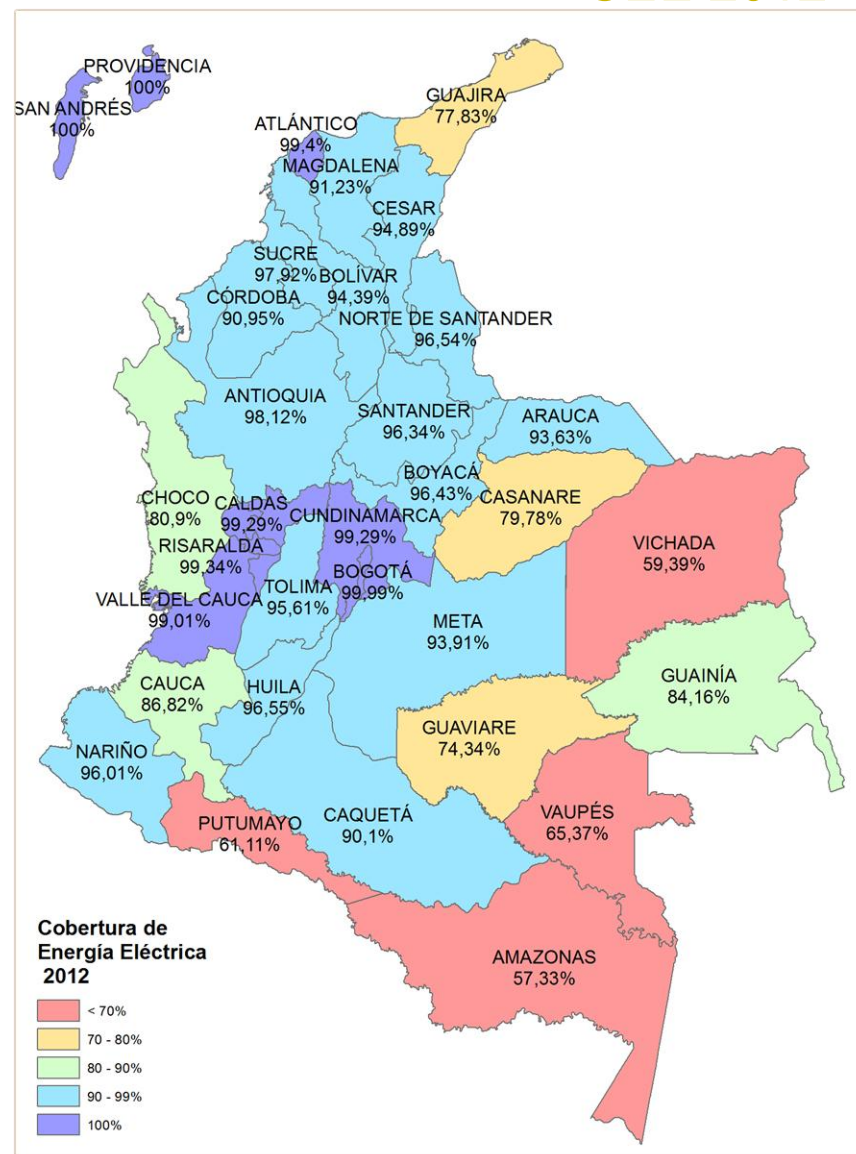 PROVIDENCIA
100%
SAN ANDRÉS
100%
GUAJIRA
77,83%
ATLÁNTICO
99,4%
MAGDALENA
91,23%
CESAR
94,89%
SUCRE
97,92%
BOLÍVAR
94,39%
CÓRDOBA
90,95%
NORTE DE SANTANDER
96,54%
ANTIOQUIA
98,12%
SANTANDER
96,34%
ARAUCA
93,63%
BOYACÁ
96,43%
CASANARE
79,78%
CHOCO
80,9%
CALDAS
99,29%
CUNDINAMARCA
99,29%
RISARALDA
99,34%
BOGOTÁ
99,99%
VICHADA
59,39%
VALLE DEL CAUCA
99,01%
TOLIMA
95,61%
META
93,91%
CAUCA
86,82%
HUILA
96,55%
GUAINÍA
84,16%
GUAVIARE
74,34%
NARIÑO
96,01%
PUTUMAYO
61,11%
CAQUETÁ
90,1%
VAUPÉS
65,37%
AMAZONAS
57,33%
Cobertura de
Energía Eléctrica
2012
< 70%
70 - 80%
80 - 90%
90 - 99%
100%